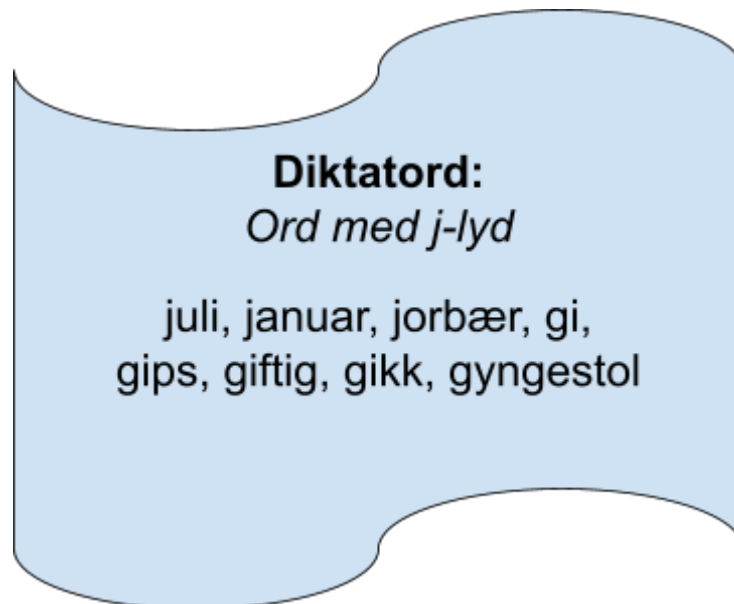 Diktatord:
Ord med j-lyd
juli, januar, jorbær, gi,
gips, giftig, gikk, gyngestol